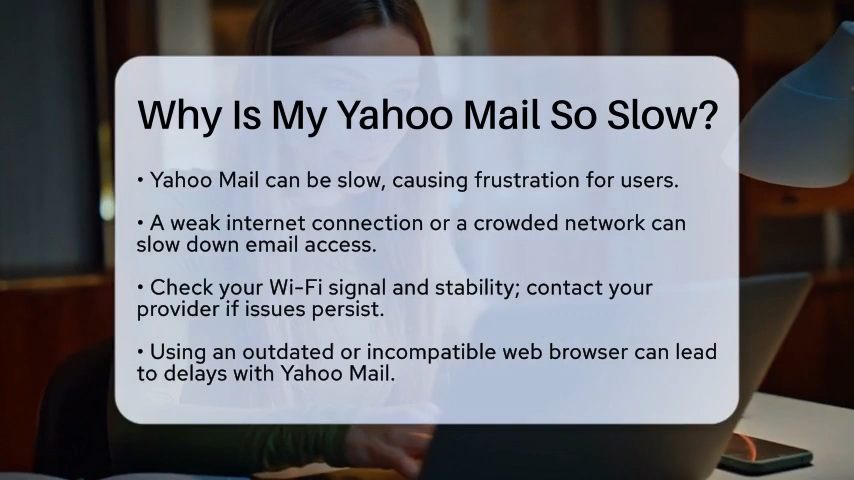 Why Is My Yahoo Mail So Slow?
• Yahoo Mail can be slow, causing frustration for users.
• A weak internet connection or a crowded network can
slow down email access.
• Check your Wi-Fi signal and stability; contact your
provider if issues persist.
• Using an outdated or incompatible web browser can lead
to delays with Yahoo Mail.